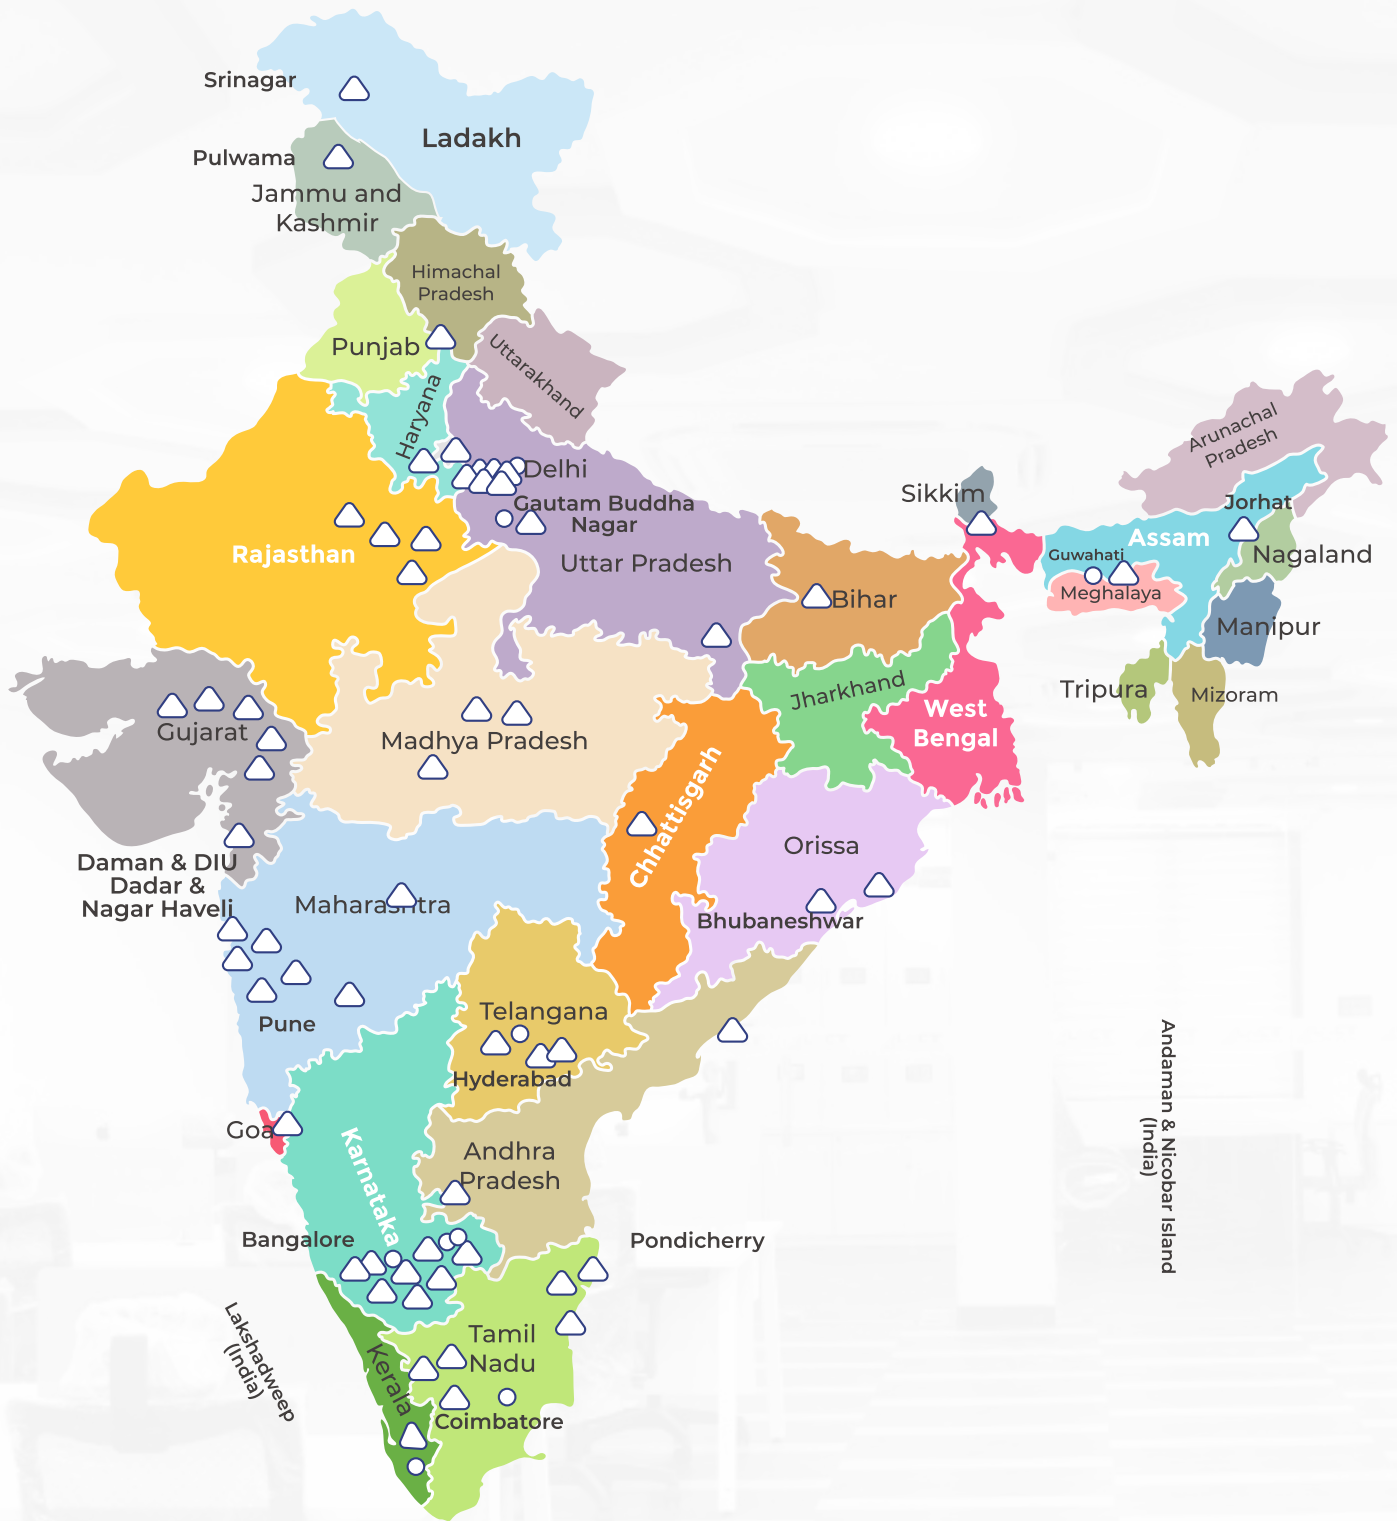 Srinagar
Ladakh
Pulwama
Jammu and
Kashmir
Himachal
Pradesh
Punjab
Uttarakhand
Haryana
Delhi
Gautam Buddha
Nagar
Rajasthan
Uttar Pradesh
Sikkim
Arunachal
Pradesh
Jorhat
Assam
Guwahati
Nagaland
Meghalaya
Bihar
Manipur
Tripura
Mizoram
Jharkhand
West
Bengal
Gujarat
Madhya Pradesh
Chhattisgarh
Orissa
Daman & DIU
Dadar &
Nagar Haveli
Maharashtra
Bhubaneshwar
Pune
Telangana
Hyderabad
Goa
Karnataka
Andhra
Pradesh
Andaman & Nicobar Island
(India)
Bangalore
Pondicherry
Lakshadweep
(India)
Kerala
Tamil
Nadu
Coimbatore